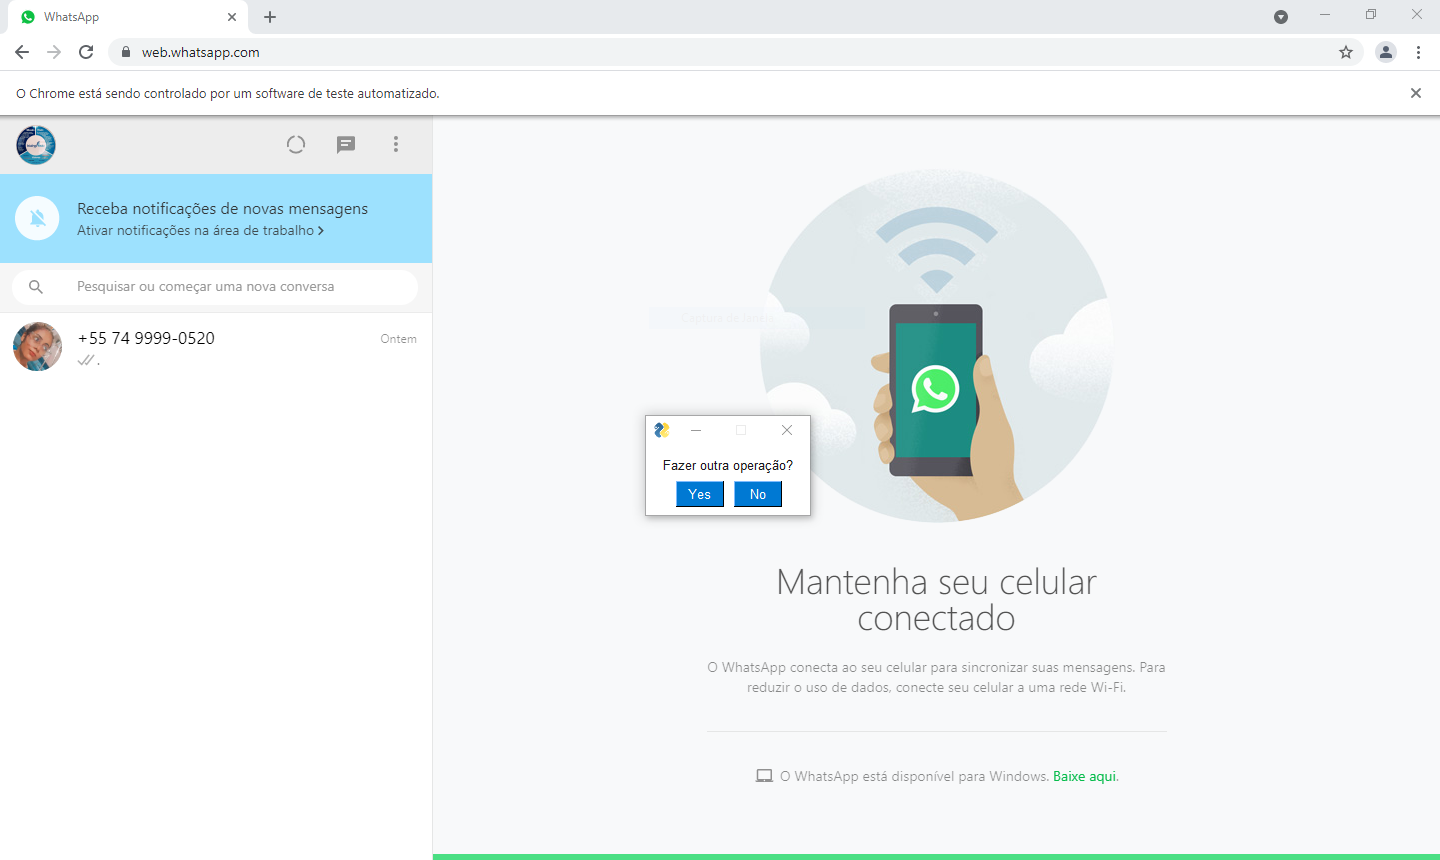 WhatsApp
web.whatsapp.com
O Chrome está sendo controlado por um software de teste automatizado.
Receba notificações de novas mensagens
Ativar notificações na área de trabalho
Pesquisar ou começar uma nova conversa
+55 74 9999-0520
Ontem
.
Fazer outra operação?
Yes No
Mantenha seu celular
conectado
O WhatsApp conecta ao seu celular para sincronizar suas mensagens. Para
reduzir o uso de dados, conecte seu celular a uma rede Wi-Fi.
O WhatsApp está disponível para Windows. Baixe aqui.